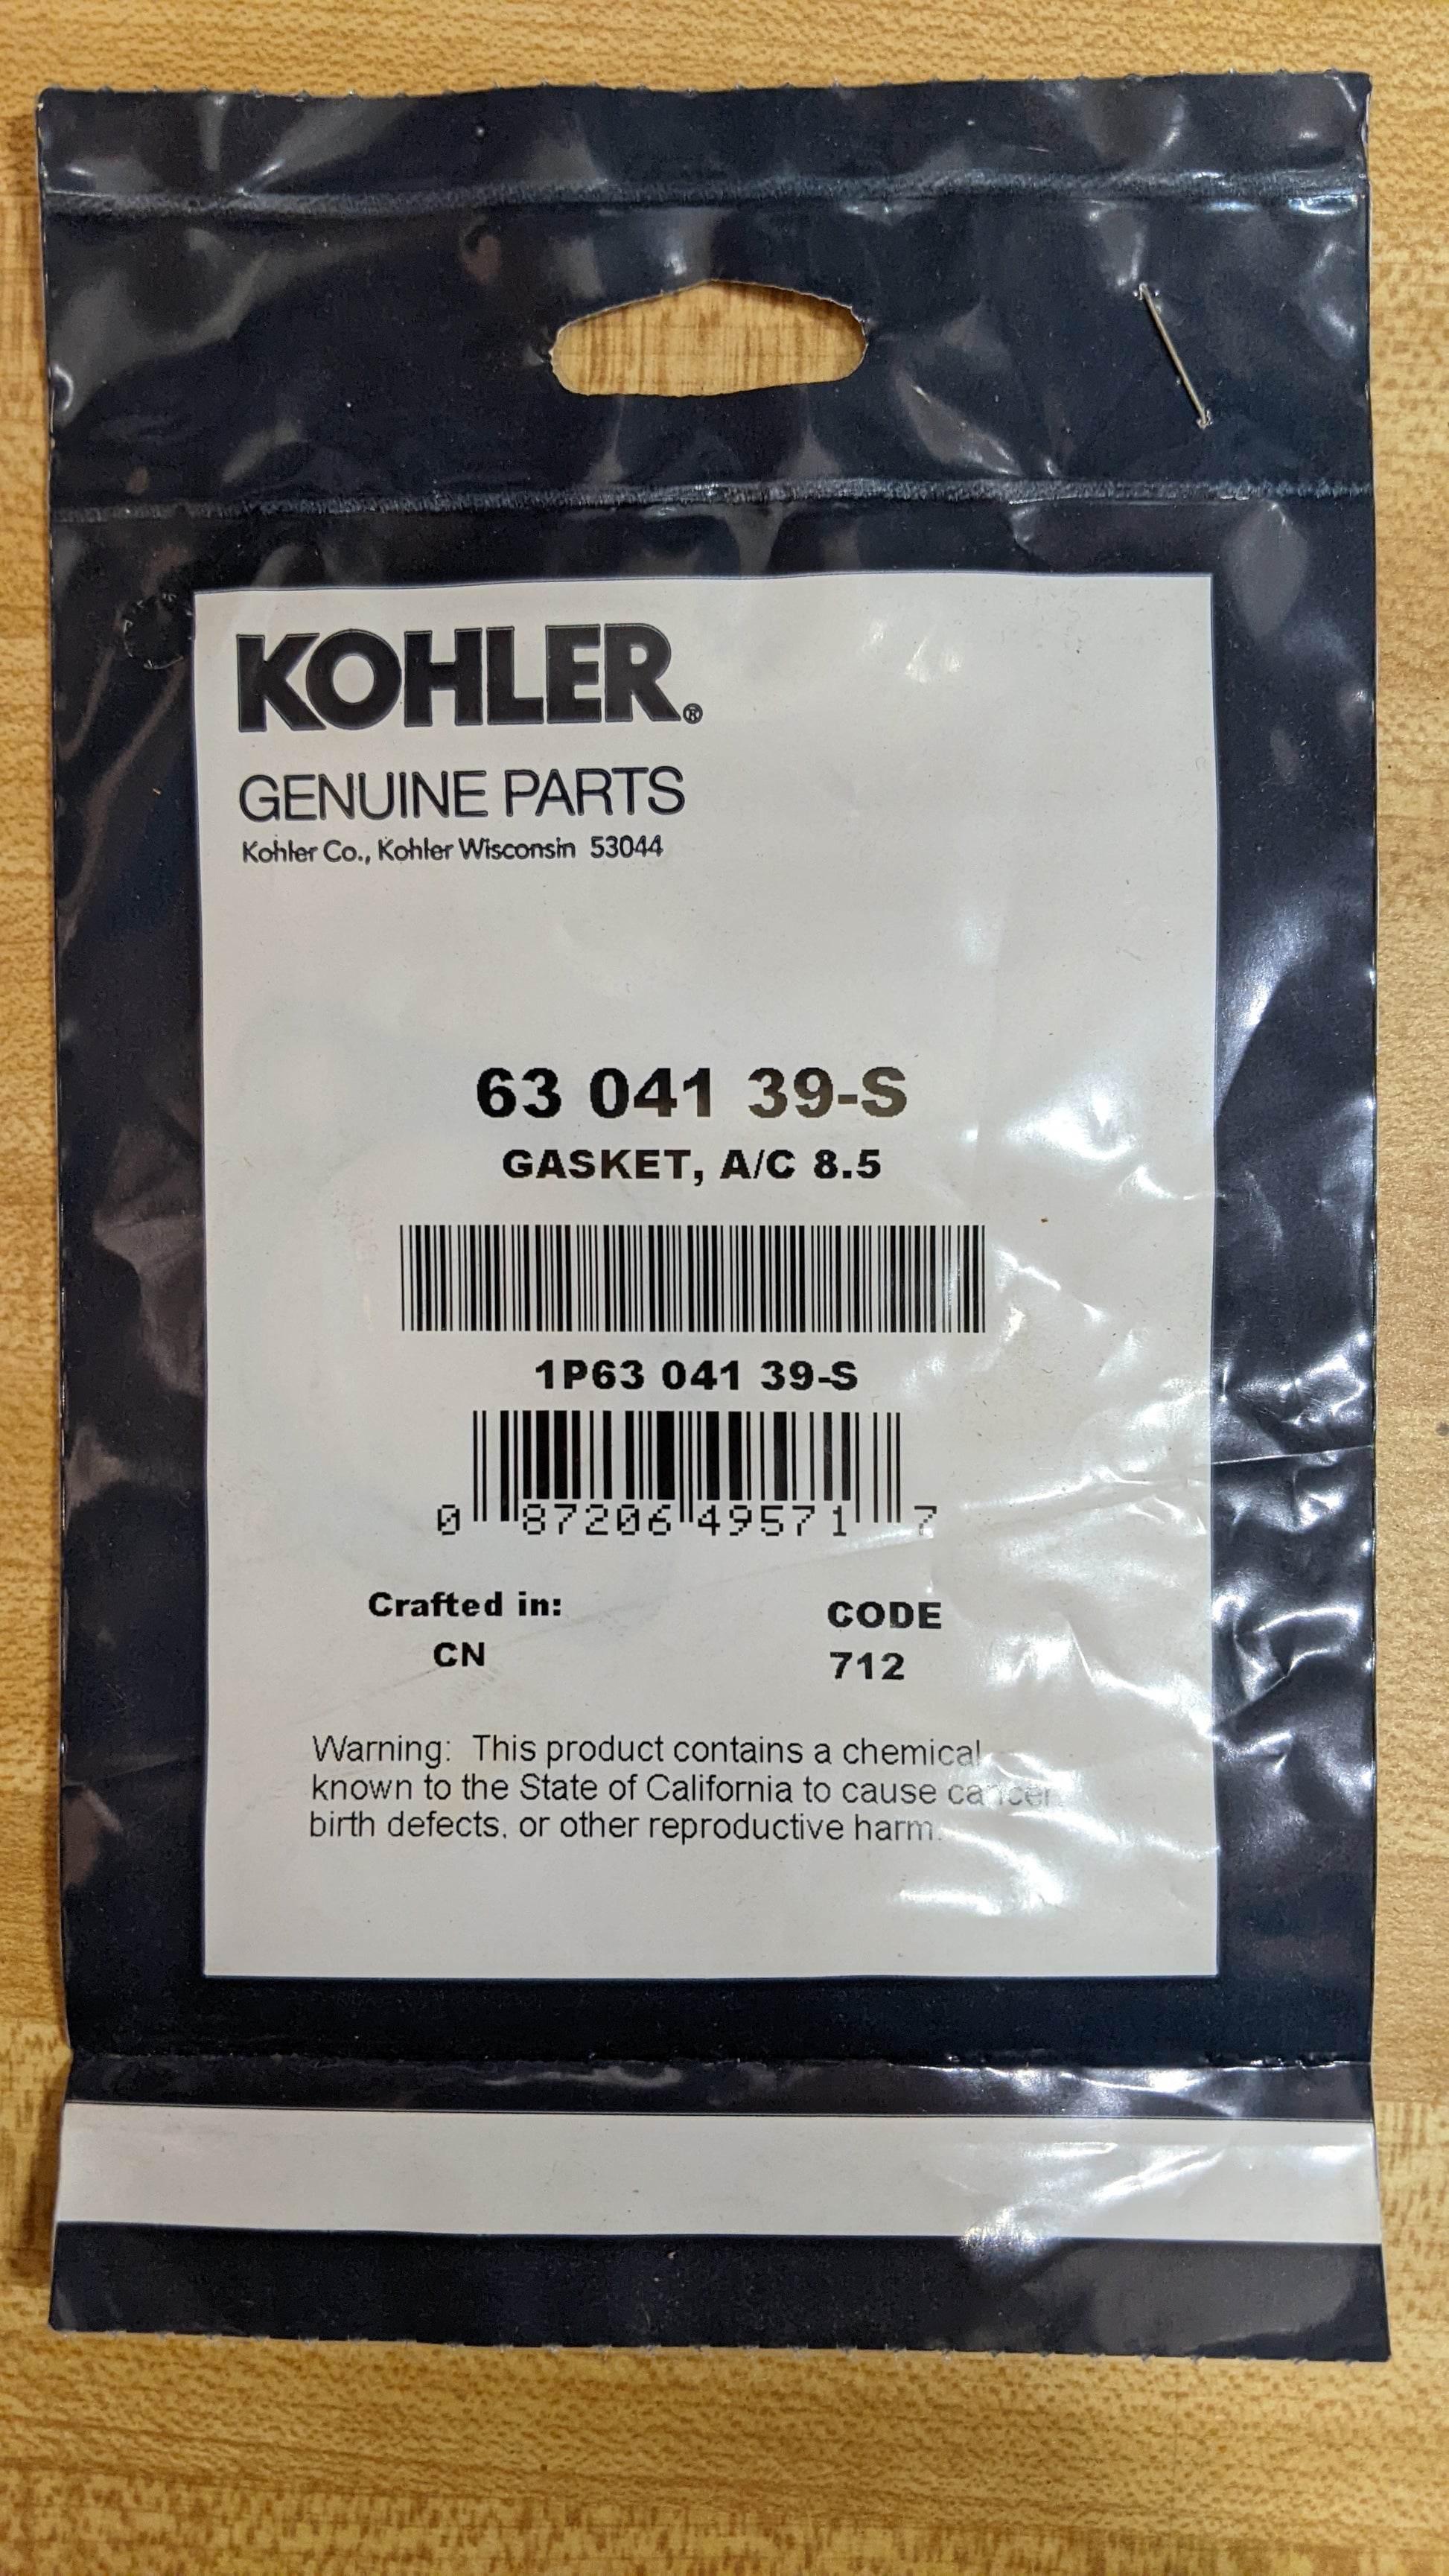 KOHLER®
GENUINE PARTS
Kohler Co., Kohler Wisconsin 53044
63 041 39-S
GASKET, A/C 8.5
1P63 041 39-S
0 87206 49571 7
Crafted in: CODE
CN 712
Warning: This product contains a chemical
known to the State of California to cause cancer
birth defects, or other reproductive harm.